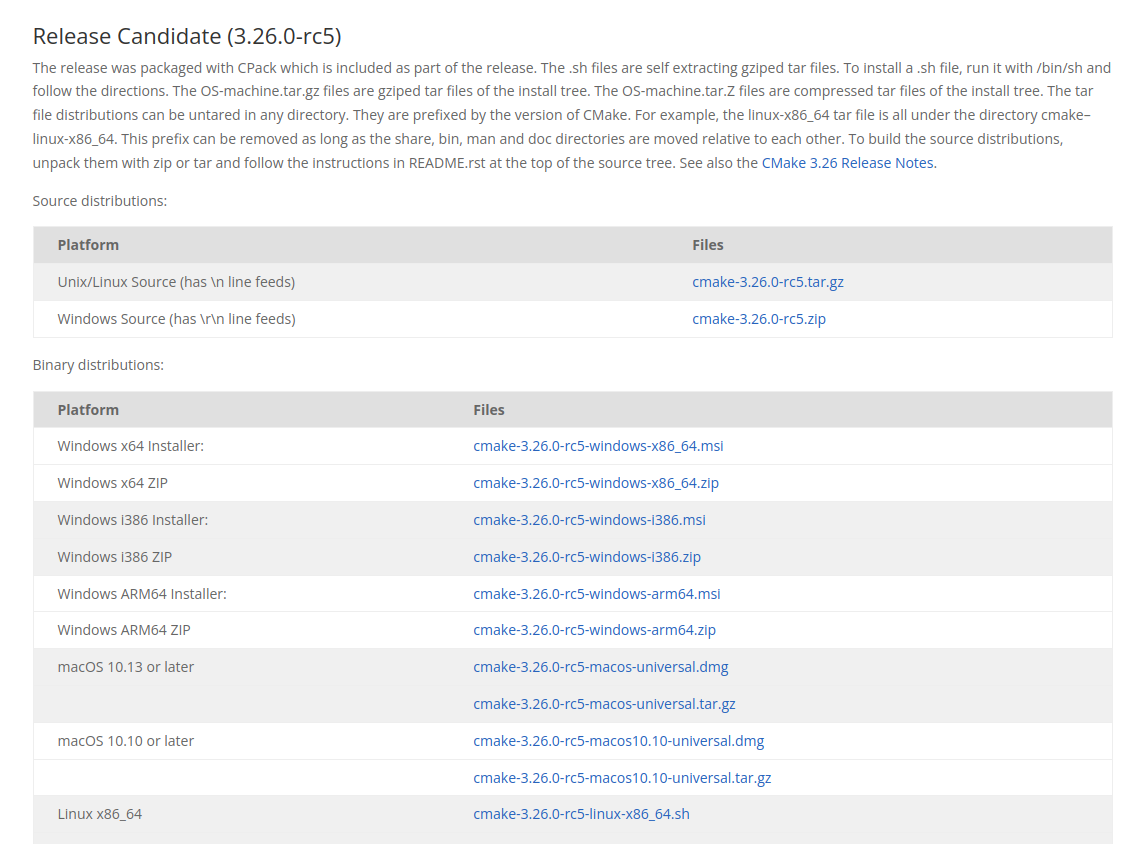 Release Candidate (3.26.0-rc5)
The release was packaged with CPack which is included as part of the release. The .sh files are self extracting gziped tar files. To install a .sh file, run it with /bin/sh and
follow the directions. The OS-machine.tar.gz files are gziped tar files of the install tree. The OS-machine.tar.Z files are compressed tar files of the install tree. The tar
file distributions can be untared in any directory. They are prefixed by the version of CMake. For example, the linux-x86_64 tar file is all under the directory cmake–
linux-x86_64. This prefix can be removed as long as the share, bin, man and doc directories are moved relative to each other. To build the source distributions,
unpack them with zip or tar and follow the instructions in README.rst at the top of the source tree. See also the CMake 3.26 Release Notes.
Source distributions:
Platform Files
Unix/Linux Source (has \n line feeds) cmake-3.26.0-rc5.tar.gz
Windows Source (has \r\n line feeds) cmake-3.26.0-rc5.zip
Binary distributions:
Platform Files
Windows x64 Installer: cmake-3.26.0-rc5-windows-x86_64.msi
Windows x64 ZIP cmake-3.26.0-rc5-windows-x86_64.zip
Windows i386 Installer: cmake-3.26.0-rc5-windows-i386.msi
Windows i386 ZIP cmake-3.26.0-rc5-windows-i386.zip
Windows ARM64 Installer: cmake-3.26.0-rc5-windows-arm64.msi
Windows ARM64 ZIP cmake-3.26.0-rc5-windows-arm64.zip
macOS 10.13 or later cmake-3.26.0-rc5-macos-universal.dmg
cmake-3.26.0-rc5-macos-universal.tar.gz
macOS 10.10 or later cmake-3.26.0-rc5-macos10.10-universal.dmg
cmake-3.26.0-rc5-macos10.10-universal.tar.gz
Linux x86_64 cmake-3.26.0-rc5-linux-x86_64.sh